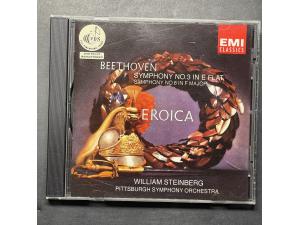 EMI
CLASSICS
BEETHOVEN
SYMPHONY NO.3 IN E FLAT
SYMPHONY NO.8 IN F MAJOR
EROICA
WILLIAM STEINBERG
PITTSBURGH SYMPHONY ORCHESTRA